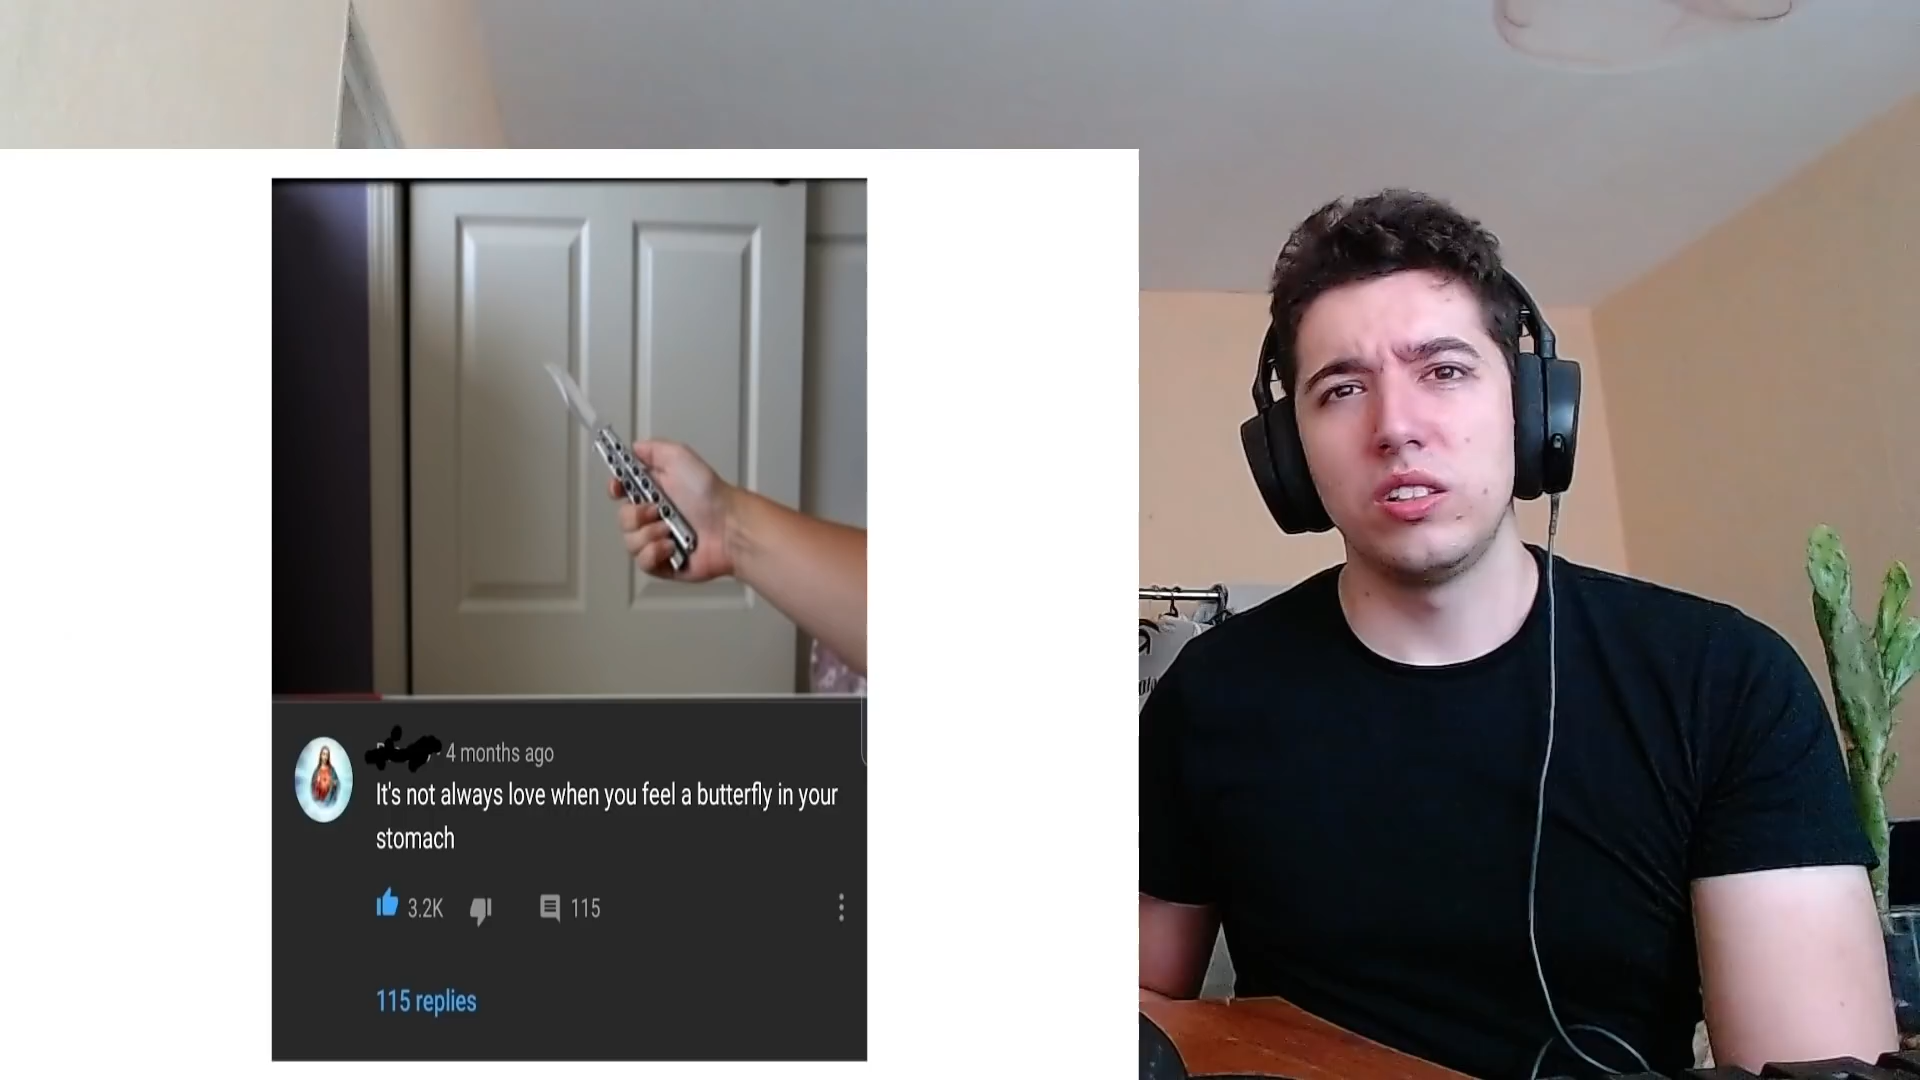 4 months ago
It's not always love when you feel a butterfly in your
stomach
3.2K 115
115 replies